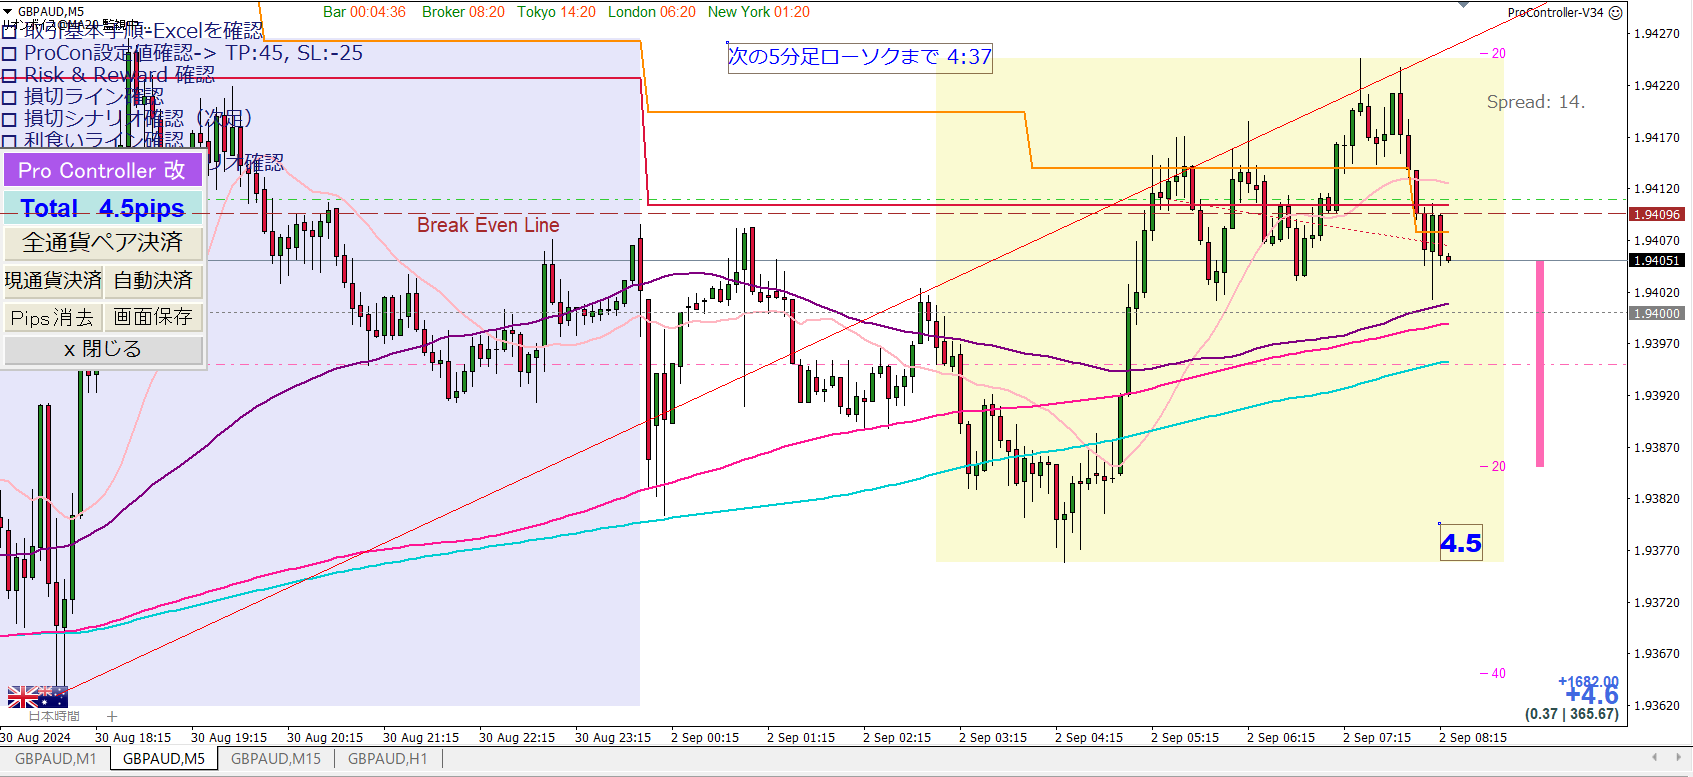 GBPAUD,M5
Bar 00:04:36 Broker 08:20 Tokyo 14:20 London 06:20 New York 01:20
ProController-V34
取引基本手順-Excelを確認
ProCon設定値確認-> TP:45, SL:-25
Risk & Reward 確認
損切ライン確認
損切シナリオ確認（次足）
利食いライン確認
リオ確認
次の5分足ローソクまで 4:37
Spread: 14.
Pro Controller 改
Total 4.5pips
全通貨ペア決済
現通貨決済 自動決済
Pips消去 画面保存
x 閉じる
Break Even Line
20
20
40
4.5
+1682.00
+4.6
(0.37 | 365.67)
1.94270
1.94220
1.94170
1.94120
1.94096
1.94070
1.94051
1.94020
1.94000
1.93970
1.93920
1.93870
1.93820
1.93770
1.93720
1.93670
1.93620
日本時間
30 Aug 2024 30 Aug 18:15 30 Aug 19:15 30 Aug 20:15 30 Aug 21:15 30 Aug 22:15 30 Aug 23:15 2 Sep 00:15 2 Sep 01:15 2 Sep 02:15 2 Sep 03:15 2 Sep 04:15 2 Sep 05:15 2 Sep 06:15 2 Sep 07:15 2 Sep 08:15
GBPAUD,M1 GBPAUD,M5 GBPAUD,M15 GBPAUD,H1